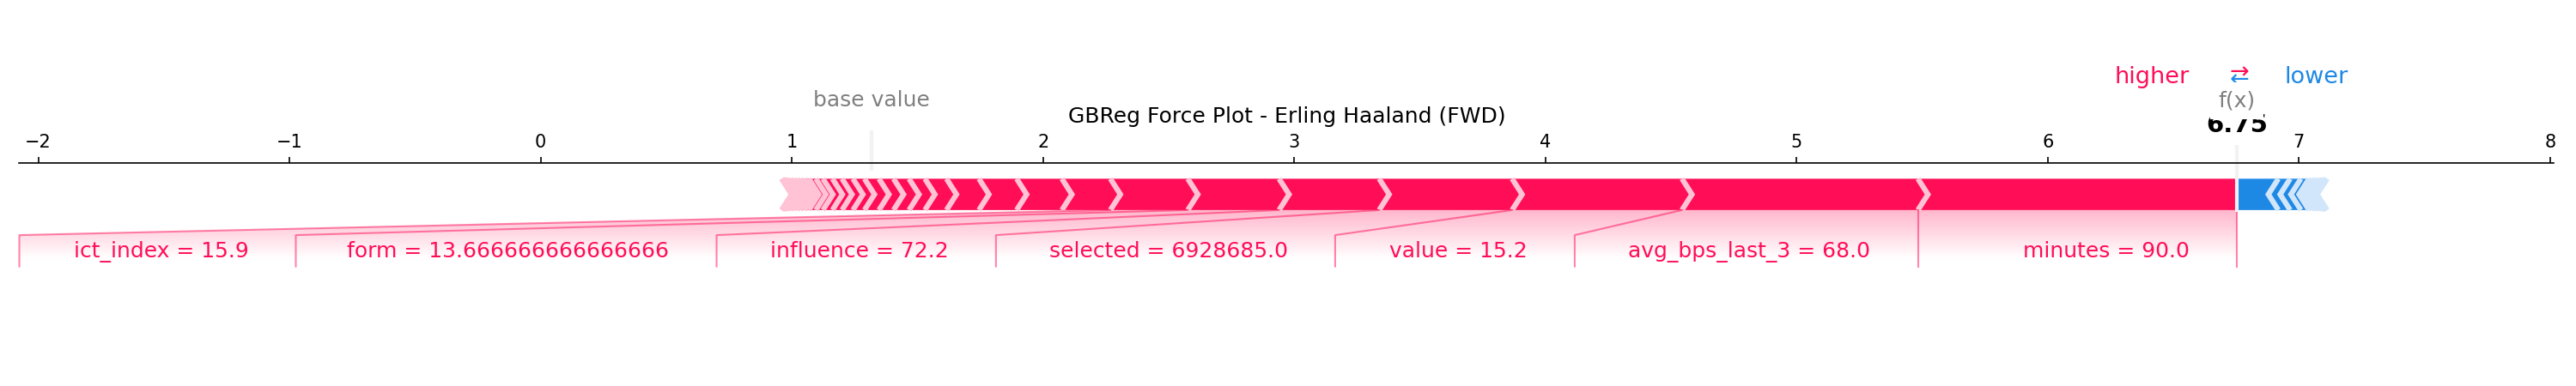 higher ⇄ lower
base value
f(x)
GBReg Force Plot - Erling Haaland (FWD)
6.75
−2 −1 0 1 2 3 4 5 6 7 8
ict_index = 15.9 form = 13.666666666666666 influence = 72.2 selected = 6928685.0 value = 15.2 avg_bps_last_3 = 68.0 minutes = 90.0